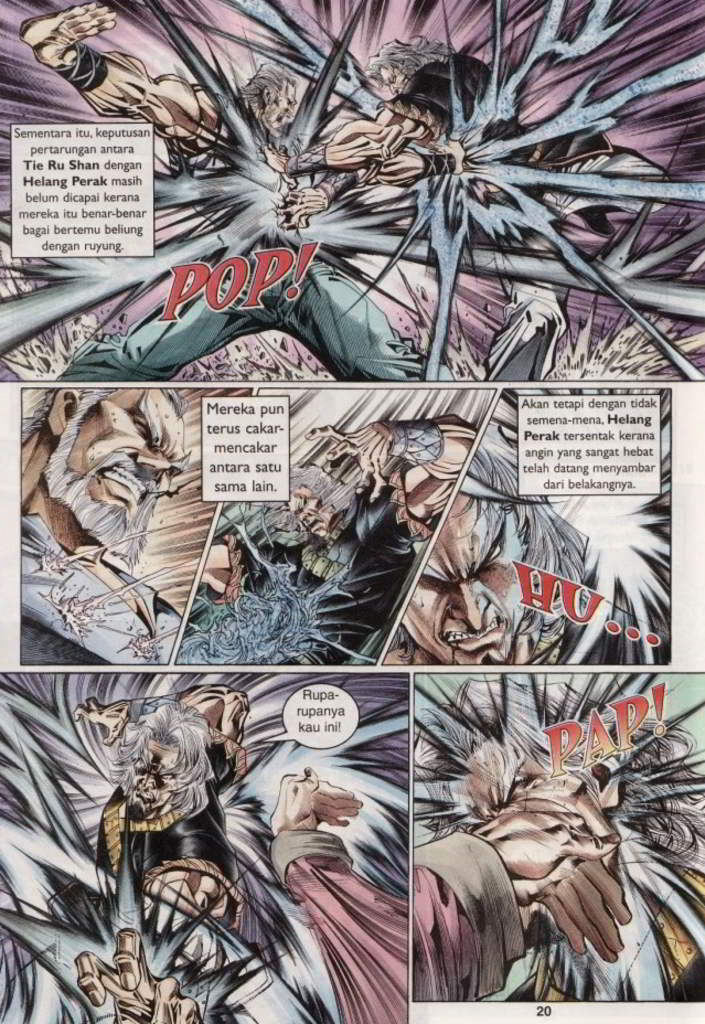 Sementara itu, keputusan
pertarungan antara
Tie Ru Shan dengan
Helang Perak masih
belum dicapai kerana
mereka itu benar-benar
bagai bertemu beliung
dengan ruyung.
POP!
Mereka pun
terus cakar-
mencakar
antara satu
sama lain.
Akan tetapi dengan tidak
semena-mena, Helang
Perak tersentak kerana
angin yang sangat hebat
telah datang menyambar
dari belakangnya.
HU...
Rupa-
rupanya
kau ini!
PAP!
20